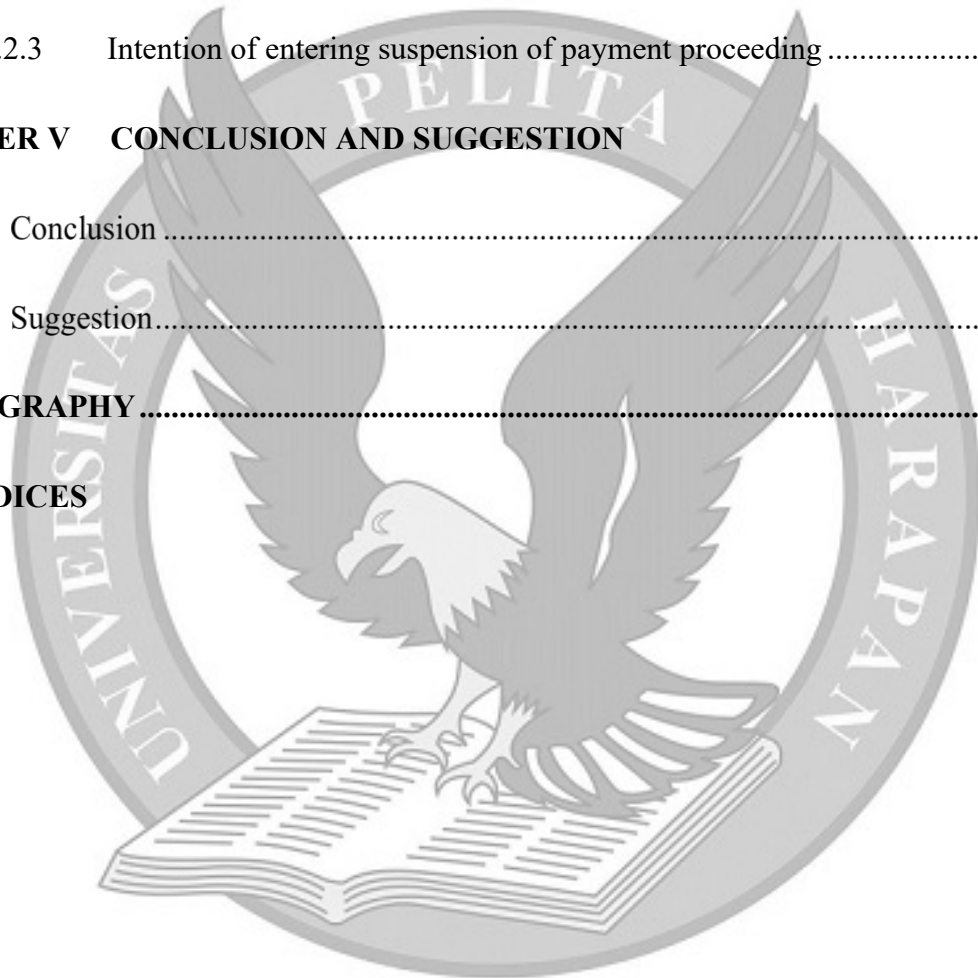 .2.3 Intention of entering suspension of payment proceeding ...................
ER V CONCLUSION AND SUGGESTION
Conclusion ....................................................................................................
Suggestion.....................................................................................................
GRAPHY ......................................................................................................
DICES
UNIVERSITAS PELITA HARAPAN